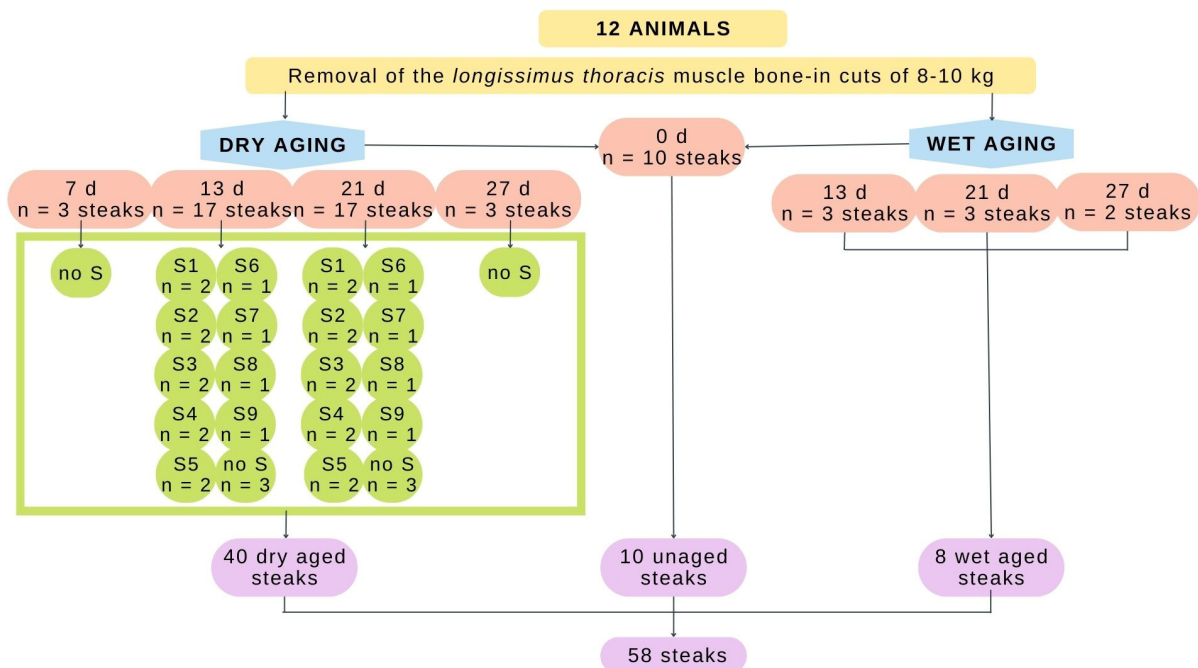 12 ANIMALS
Removal of the longissimus thoracis muscle bone-in cuts of 8-10 kg
DRY AGING
0 d
n = 10 steaks
WET AGING
7 d
n = 3 steaks
13 d
n = 17 steaks
21 d
n = 17 steaks
27 d
n = 3 steaks
13 d
n = 3 steaks
21 d
n = 3 steaks
27 d
n = 2 steaks
no S
S1
n = 2
S6
n = 1
S2
n = 2
S7
n = 1
S3
n = 2
S8
n = 1
S4
n = 2
S9
n = 1
S5
n = 2
no S
n = 3
S1
n = 2
S6
n = 1
S2
n = 2
S7
n = 1
S3
n = 2
S8
n = 1
S4
n = 2
S9
n = 1
S5
n = 2
no S
n = 3
no S
40 dry aged
steaks
10 unaged
steaks
8 wet aged
steaks
58 steaks